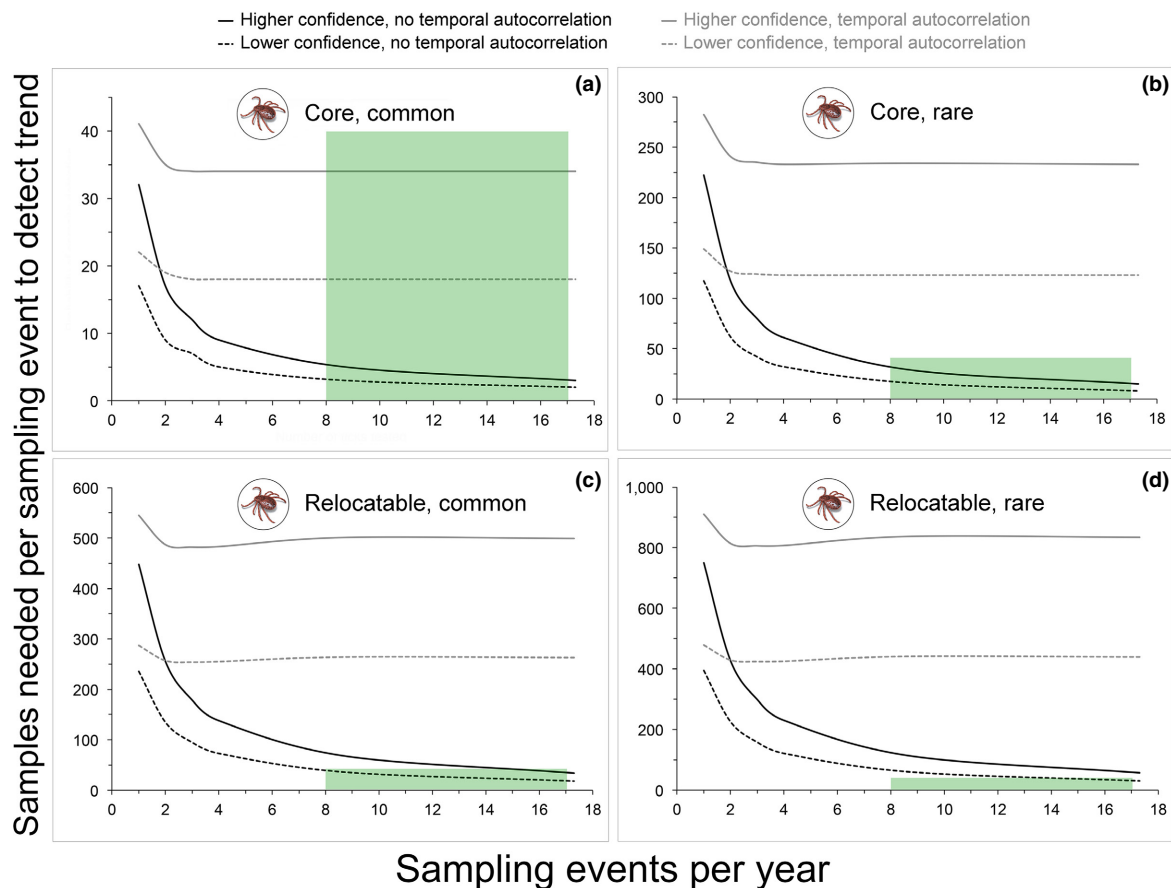 Higher confidence, no temporal autocorrelation
Lower confidence, no temporal autocorrelation
Higher confidence, temporal autocorrelation
Lower confidence, temporal autocorrelation
Samples needed per sampling event to detect trend
(a)
Core, common
40
30
20
10
0
0 2 4 6 8 10 12 14 16 18
(b)
Core, rare
300
250
200
150
100
50
0
0 2 4 6 8 10 12 14 16 18
(c)
Relocatable, common
600
500
400
300
200
100
0
0 2 4 6 8 10 12 14 16 18
(d)
Relocatable, rare
1,000
800
600
400
200
0
0 2 4 6 8 10 12 14 16 18
Sampling events per year